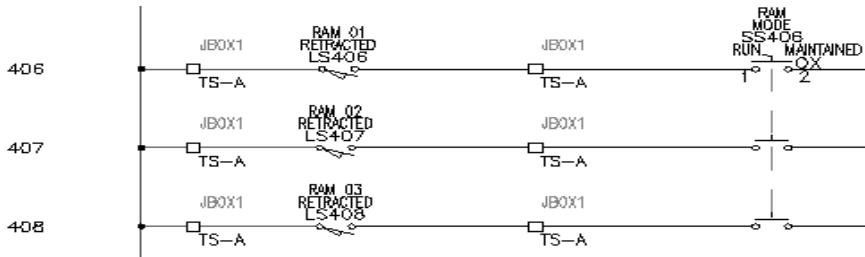 RAM
MODE
SS406
RAM 01
RETRACTED
LS406
JBOX1
JBOX1
RUN
MAINTAINED
406
OX
1
2
TS-A
TS-A
RAM 02
RETRACTED
LS407
JBOX1
JBOX1
407
TS-A
TS-A
RAM 03
RETRACTED
LS408
JBOX1
JBOX1
408
TS-A
TS-A